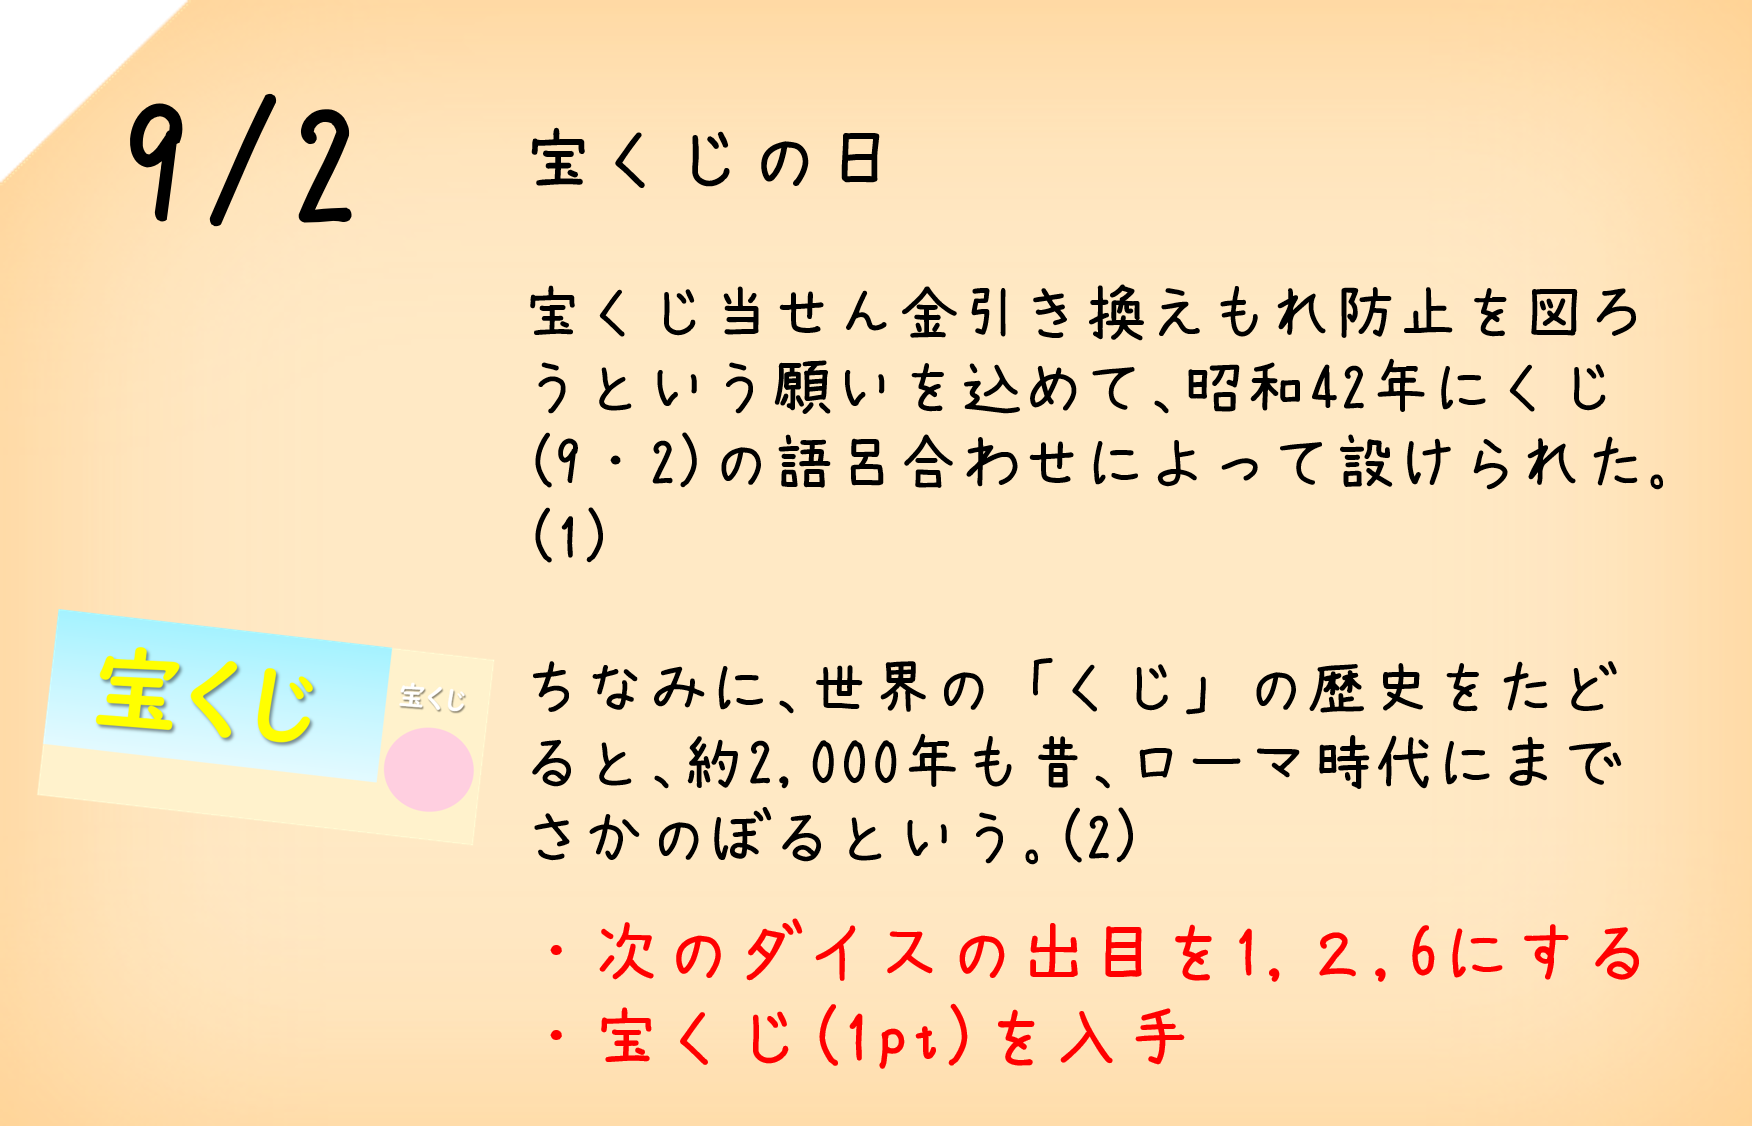 9/2
宝くじの日
宝くじ当せん金引き換えもれ防止を図ろ
うという願いを込めて、昭和42年にくじ
(9・2)の語呂合わせによって設けられた。
(1)
宝くじ
宝くじ
ちなみに、世界の「くじ」の歴史をたど
ると、約2,000年も昔、ローマ時代にまで
さかのぼるという。(2)
・次のダイスの出目を1,2,6にする
・宝くじ(1pt)を入手